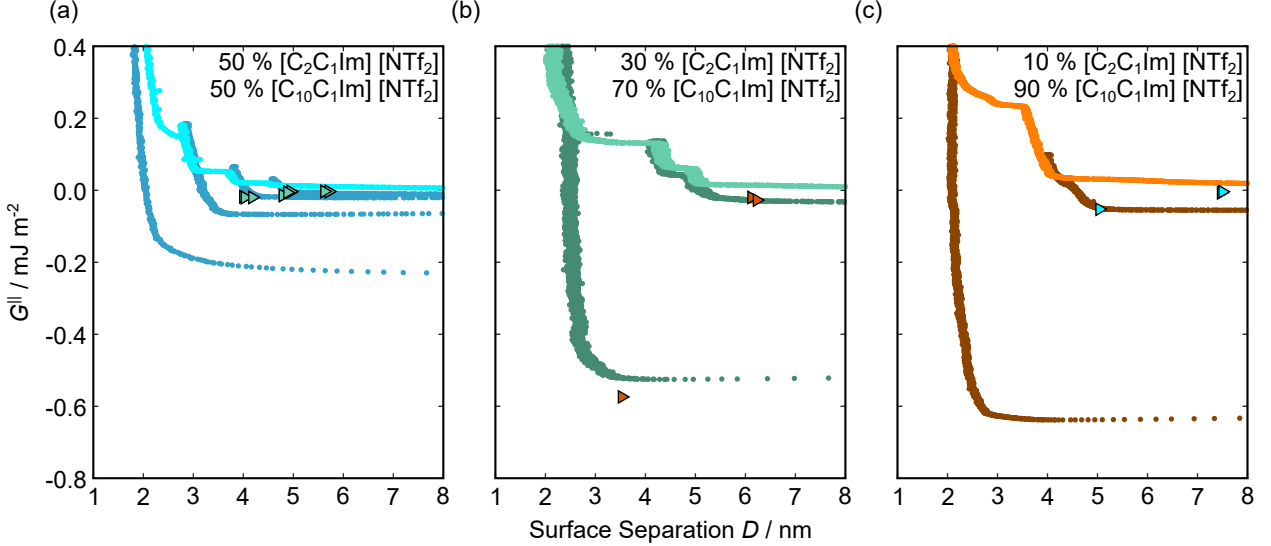 (a) (b) (c)
50 % [C₂C₁Im] [NTf₂]
50 % [C₁₀C₁Im] [NTf₂]
30 % [C₂C₁Im] [NTf₂]
70 % [C₁₀C₁Im] [NTf₂]
10 % [C₂C₁Im] [NTf₂]
90 % [C₁₀C₁Im] [NTf₂]
G|| / mJ m⁻²
0.4
0.2
0.0
-0.2
-0.4
-0.6
-0.8
1 2 3 4 5 6 7 8
1 2 3 4 5 6 7 8
1 2 3 4 5 6 7 8
Surface Separation D / nm